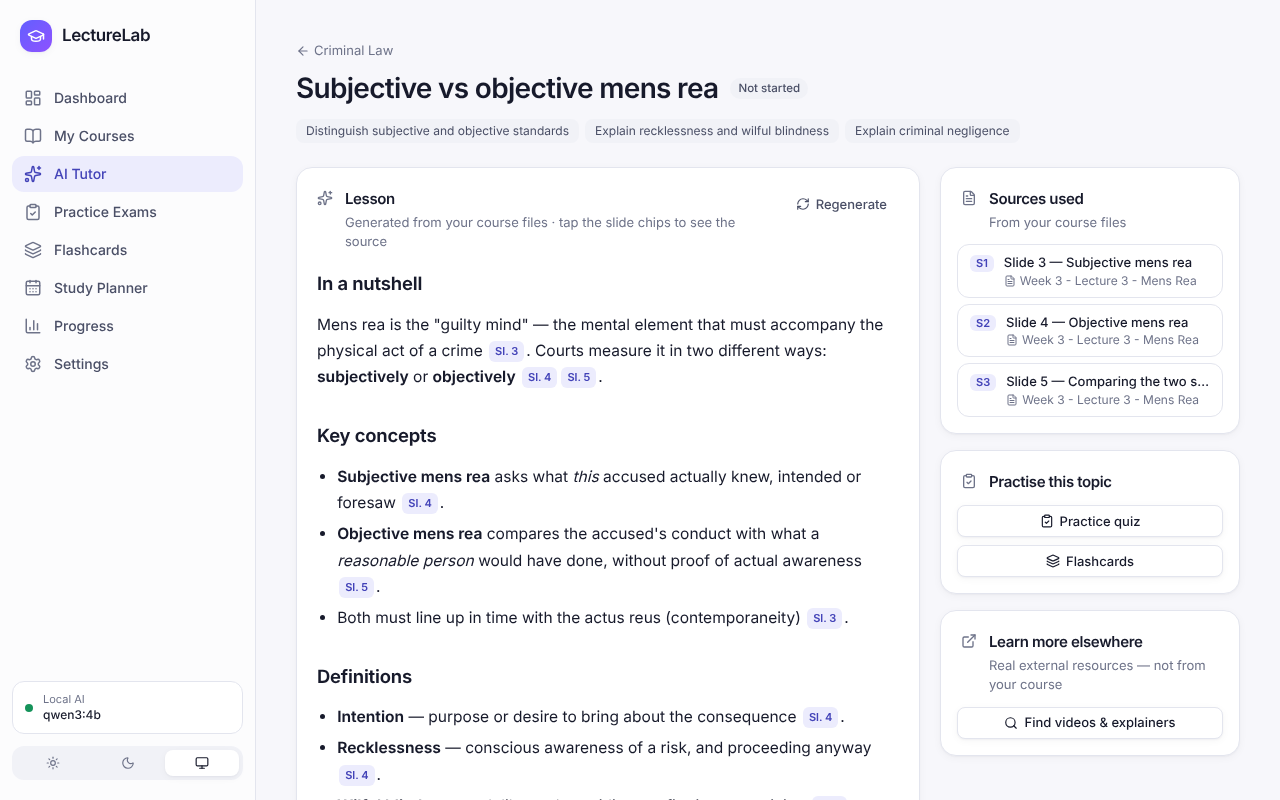 LectureLab
Dashboard
My Courses
AI Tutor
Practice Exams
Flashcards
Study Planner
Progress
Settings
Local AI
qwen3:4b
Criminal Law
Subjective vs objective mens rea
Not started
Distinguish subjective and objective standards
Explain recklessness and wilful blindness
Explain criminal negligence
Lesson
Generated from your course files · tap the slide chips to see the
source
Regenerate
In a nutshell
Mens rea is the "guilty mind" — the mental element that must accompany the
physical act of a crime Sl. 3 . Courts measure it in two different ways:
subjectively or objectively Sl. 4 Sl. 5 .
Key concepts
• Subjective mens rea asks what this accused actually knew, intended or
foresaw Sl. 4 .
• Objective mens rea compares the accused's conduct with what a
reasonable person would have done, without proof of actual awareness
Sl. 5 .
• Both must line up in time with the actus reus (contemporaneity) Sl. 3 .
Definitions
• Intention — purpose or desire to bring about the consequence Sl. 4 .
• Recklessness — conscious awareness of a risk, and proceeding anyway
Sl. 4 .
Sources used
From your course files
S1 Slide 3 — Subjective mens rea
Week 3 - Lecture 3 - Mens Rea
S2 Slide 4 — Objective mens rea
Week 3 - Lecture 3 - Mens Rea
S3 Slide 5 — Comparing the two s...
Week 3 - Lecture 3 - Mens Rea
Practise this topic
Practice quiz
Flashcards
Learn more elsewhere
Real external resources — not from
your course
Find videos & explainers